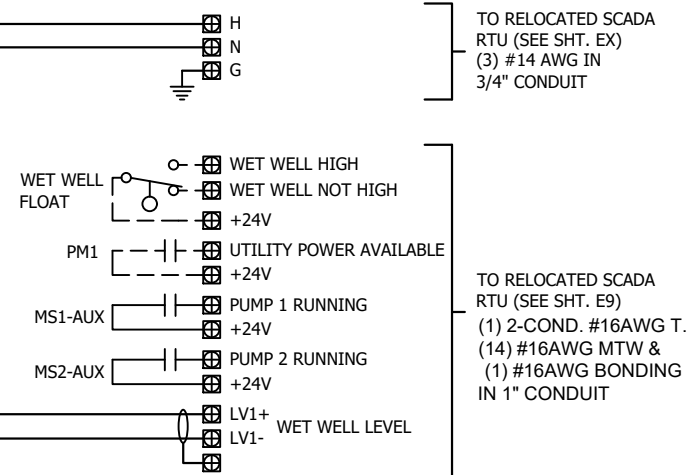 H
N
G
TO RELOCATED SCADA
RTU (SEE SHT. EX)
(3) #14 AWG IN
3/4" CONDUIT
WET WELL
FLOAT
WET WELL HIGH
WET WELL NOT HIGH
+24V
PM1
UTILITY POWER AVAILABLE
+24V
MS1-AUX
PUMP 1 RUNNING
+24V
MS2-AUX
PUMP 2 RUNNING
+24V
LV1+
LV1-
WET WELL LEVEL
TO RELOCATED SCADA
RTU (SEE SHT. E9)
(1) 2-COND. #16AWG T.
(14) #16AWG MTW &
(1) #16AWG BONDING
IN 1" CONDUIT